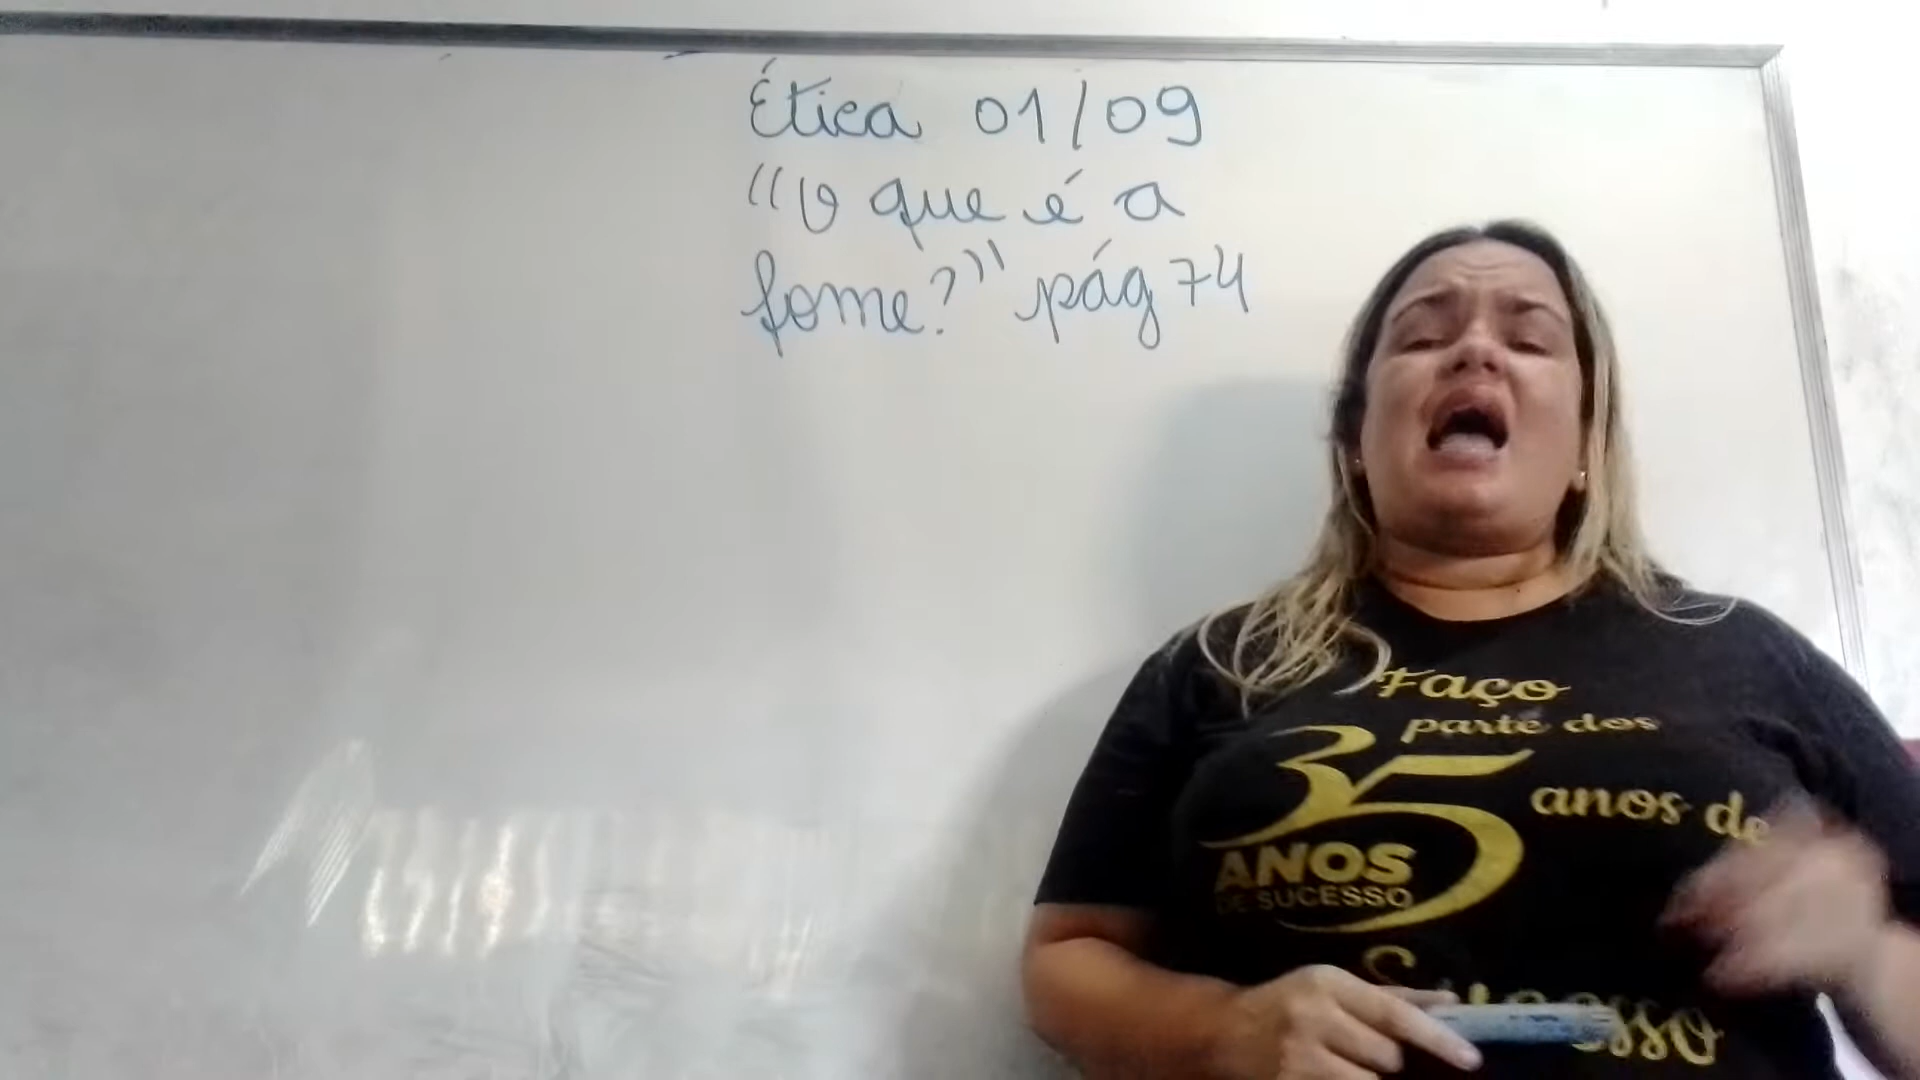 Ética 01/09
"O que é a
fome?" pág 74
Faço
parte dos
35 anos de
ANOS
DE SUCESSO
Sucesso